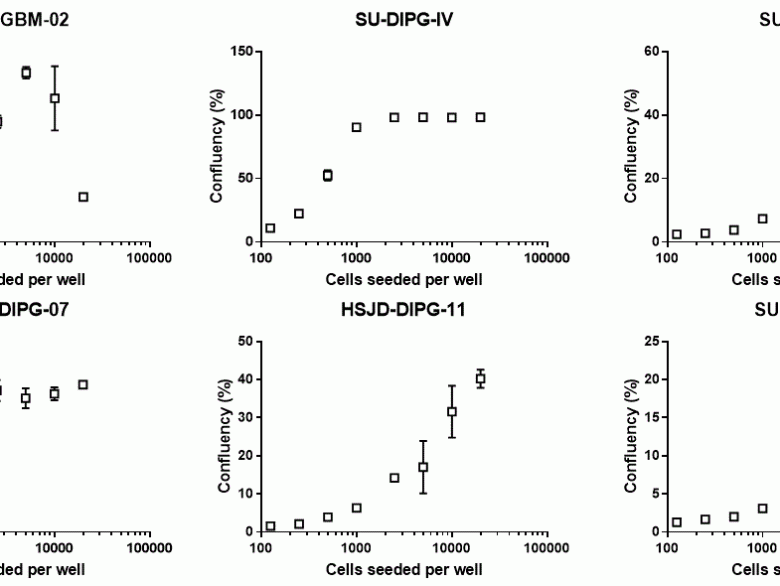 GBM-02
SU-DIPG-IV
SU
150
100
50
0
Confluency (%)
60
40
20
0
Confluency (%)
10000 100000
100 1000 10000 100000
100 1000
ded per well
Cells seeded per well
Cells s
DIPG-07
HSJD-DIPG-11
SU
50
40
30
20
10
0
Confluency (%)
25
20
15
10
5
0
Confluency (%)
10000 100000
100 1000 10000 100000
100 1000
ded per well
Cells seeded per well
Cells s